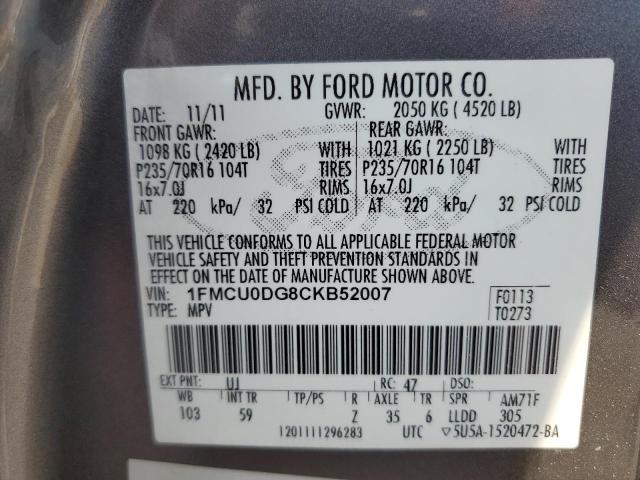 MFD. BY FORD MOTOR CO.
DATE: 11/11 GVWR: 2050 KG ( 4520 LB)
FRONT GAWR: REAR GAWR:
1098 KG ( 2420 LB) WITH 1021 KG ( 2250 LB) WITH
P235/70R16 104T TIRES P235/70R16 104T TIRES
16x7.0J RIMS 16x7.0J RIMS
AT 220 kPa/ 32 PSI COLD AT 220 kPa/ 32 PSI COLD
THIS VEHICLE CONFORMS TO ALL APPLICABLE FEDERAL MOTOR
VEHICLE SAFETY AND THEFT PREVENTION STANDARDS IN
EFFECT ON THE DATE OF MANUFACTURE SHOWN ABOVE.
VIN: 1FMCU0DG8CKB52007 F0113
TYPE: MPV T0273
EXT PNT: UJ RC: 47 DSO:
WB INT TR TP/PS R AXLE TR SPR AM71F
103 59 Z 35 6 LLDD 305
1201111296283 UTC ▽5U5A-1520472-BA
Ford